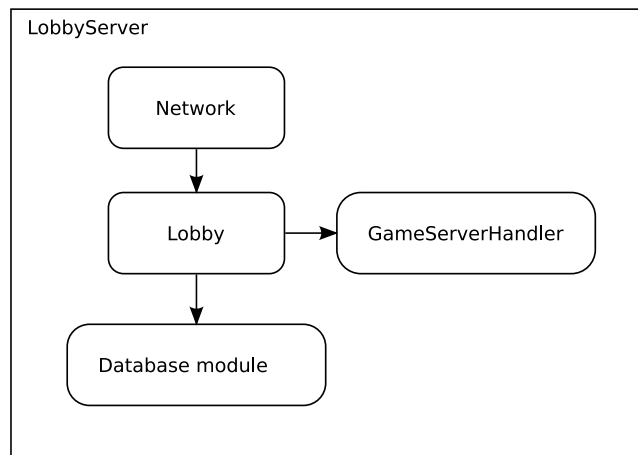 LobbyServer
Network
Lobby
GameServerHandler
Database module